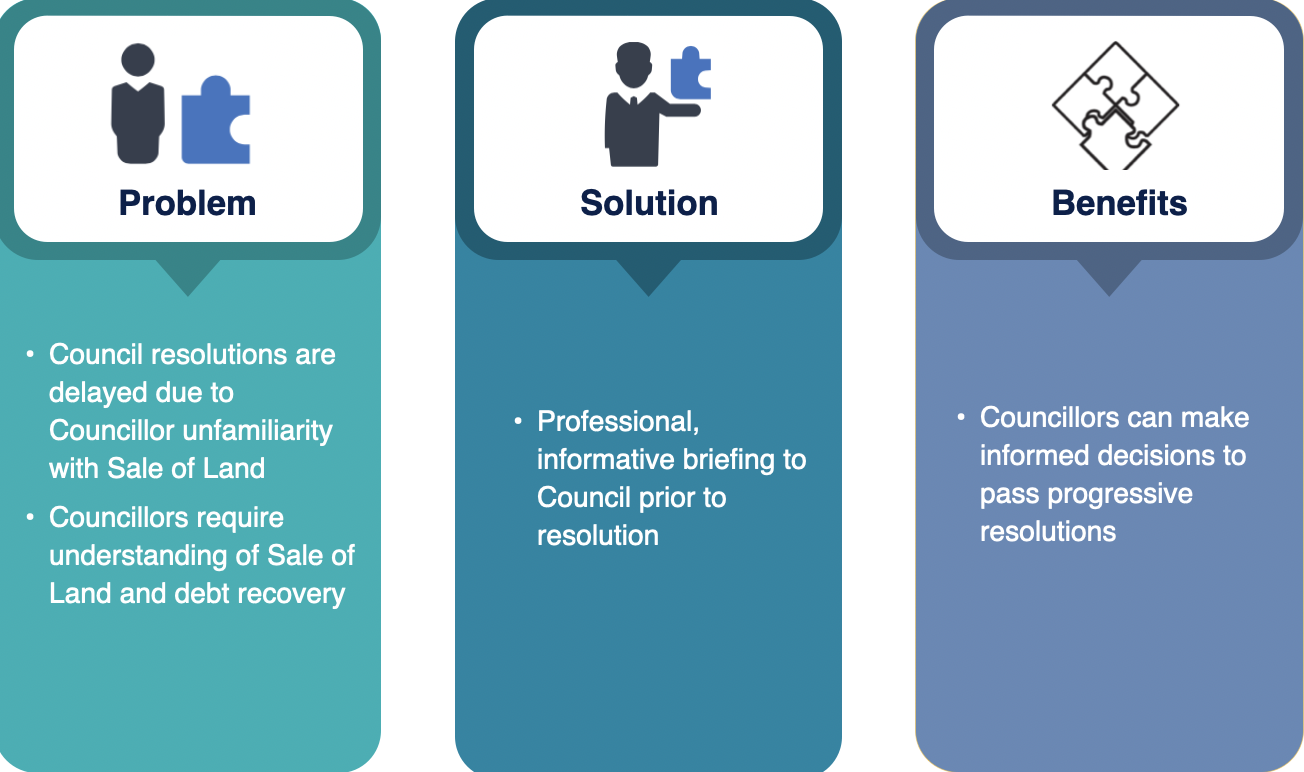 Problem
• Council resolutions are
delayed due to
Councillor unfamiliarity
with Sale of Land
• Councillors require
understanding of Sale of
Land and debt recovery
Solution
• Professional,
informative briefing to
Council prior to
resolution
Benefits
• Councillors can make
informed decisions to
pass progressive
resolutions